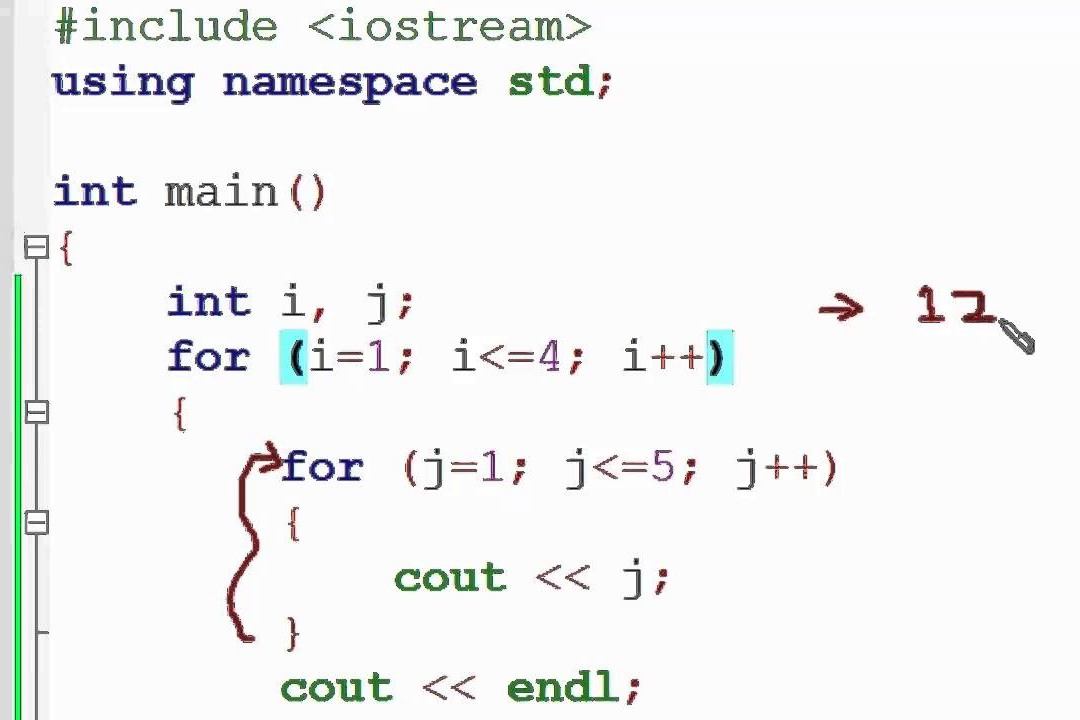 #include <iostream>
using namespace std;
int main()
{
int i, j;
→ 12
for (i=1; i<=4; i++)
{
for (j=1; j<=5; j++)
{
cout << j;
}
cout << endl;